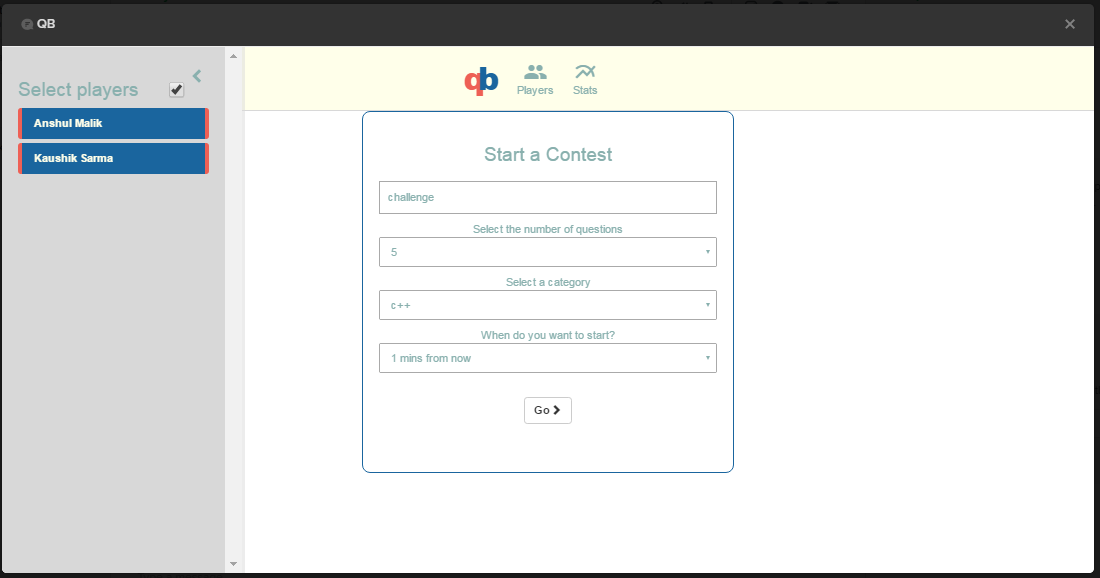 QB
Select players
Anshul Malik
Kaushik Sarma
qb
Players
Stats
Start a Contest
challenge
Select the number of questions
5
Select a category
c++
When do you want to start?
1 mins from now
Go